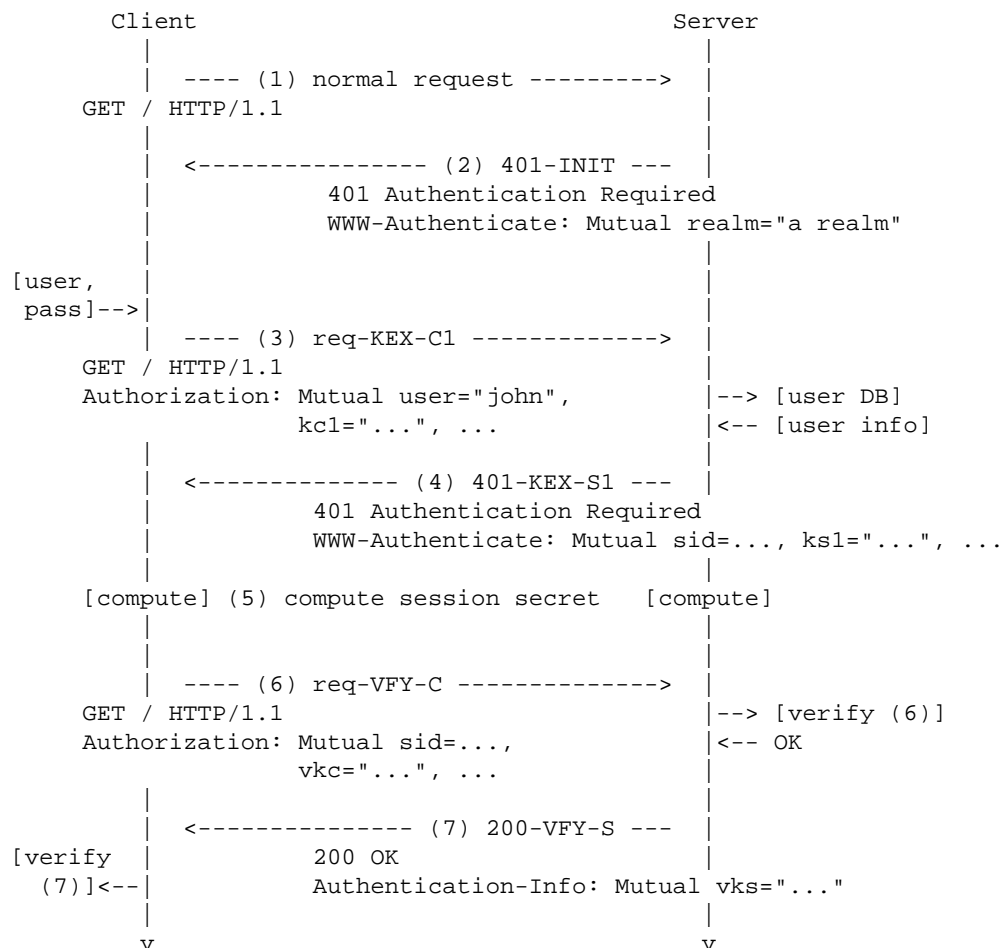 Client Server
---- (1) normal request --------->
GET / HTTP/1.1
<---------------- (2) 401-INIT ---
401 Authentication Required
WWW-Authenticate: Mutual realm="a realm"
[user,
pass]-->
---- (3) req-KEX-C1 ------------->
GET / HTTP/1.1
Authorization: Mutual user="john", --> [user DB]
kc1="...", ... <-- [user info]
<-------------- (4) 401-KEX-S1 ---
401 Authentication Required
WWW-Authenticate: Mutual sid=..., ks1="...", ...
[compute] (5) compute session secret [compute]
---- (6) req-VFY-C -------------->
GET / HTTP/1.1 --> [verify (6)]
Authorization: Mutual sid=..., <-- OK
vkc="...", ...
<--------------- (7) 200-VFY-S ---
[verify 200 OK
(7)]<-- Authentication-Info: Mutual vks="..."
v v